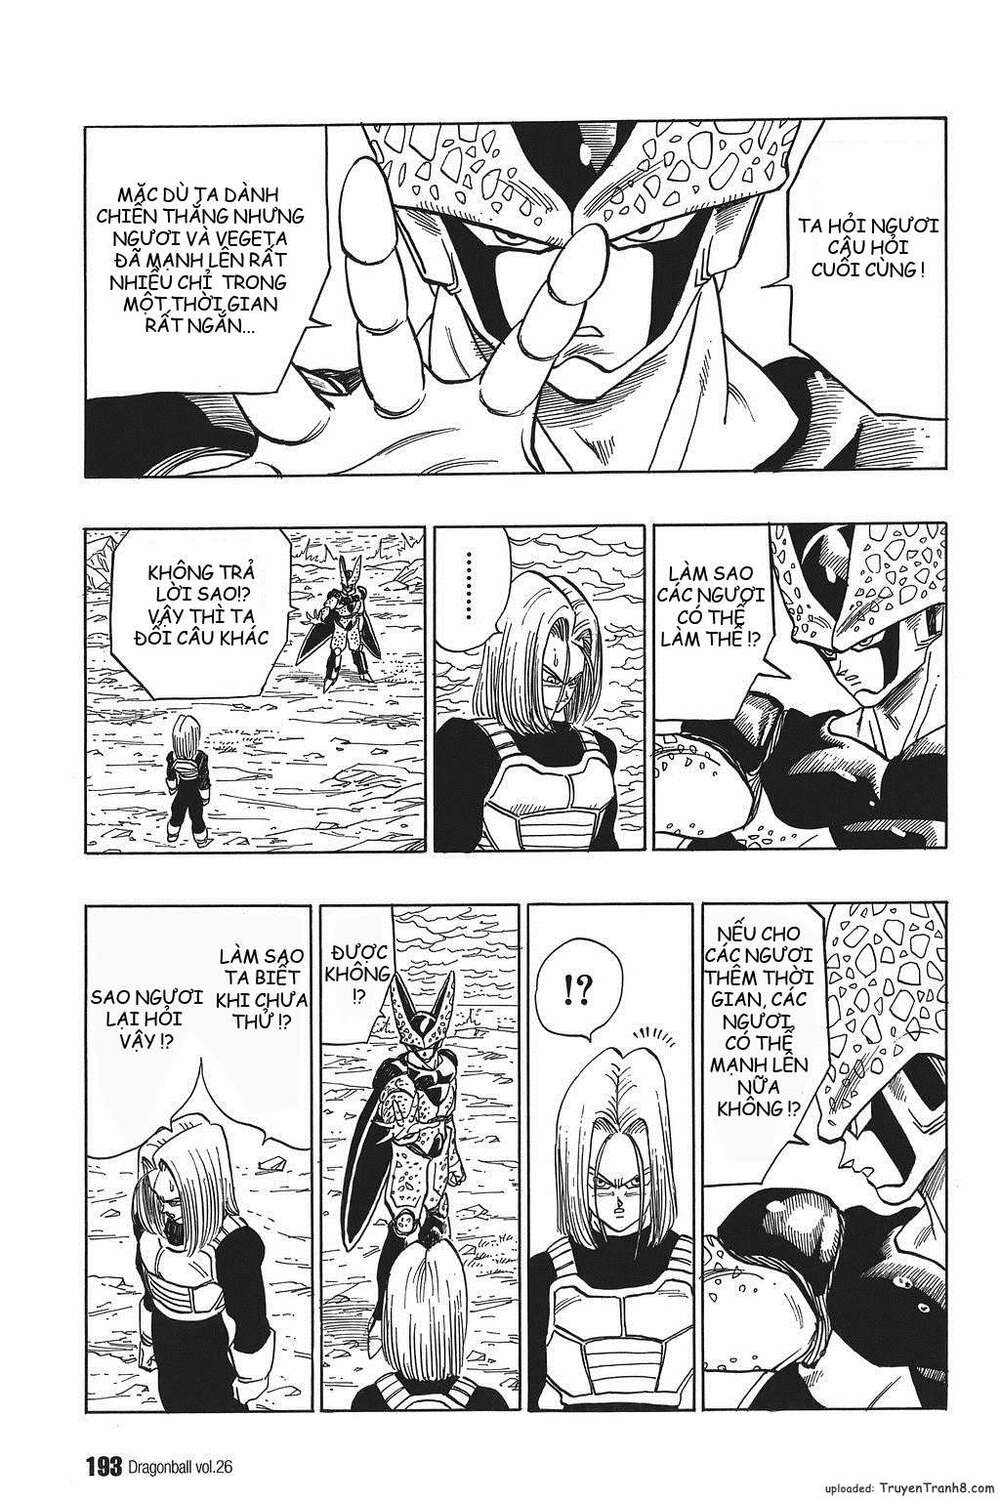 TA HỎI NGƯƠI
CÂU HỎI
CUỐI CÙNG !
MẶC DÙ TA DÀNH
CHIẾN THẮNG NHƯNG
NGƯƠI VÀ VEGETA
ĐÃ MẠNH LÊN RẤT
NHIỀU CHỈ TRONG
MỘT THỜI GIAN
RẤT NGẮN...
LÀM SAO
CÁC NGƯƠI
CÓ THỂ
LÀM THẾ !?
........
KHÔNG TRẢ
LỜI SAO!?
VẬY THÌ TA
ĐỔI CÂU KHÁC
NẾU CHO
CÁC NGƯƠI
THÊM THỜI
GIAN, CÁC
NGƯƠI
CÓ THỂ
MẠNH LÊN
NỮA
KHÔNG !?
!?
ĐƯỢC
KHÔNG
!?
LÀM SAO
TA BIẾT
KHI CHƯA
THỬ !?
SAO NGƯƠI
LẠI HỎI
VẬY !?
193 Dragonball vol.26
uploaded: TruyenTranh8.com